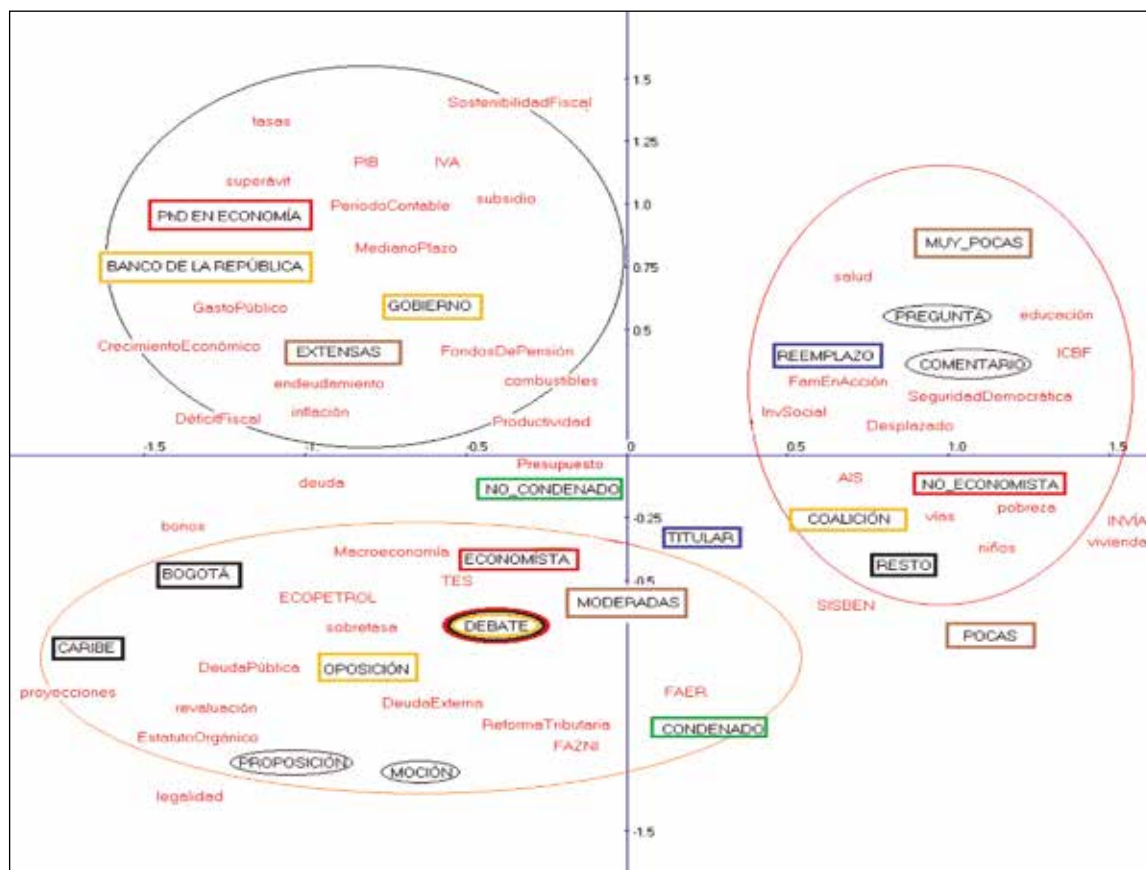 1.5
SostenibilidadFiscal
tasas
1.25
PIB IVA
superávit
subsidio
PeriodoContable
1.0
PhD EN ECONOMÍA
MedianoPlazo
MUY_POCAS
BANCO DE LA REPÚBLICA
0.75
salud
GastoPúblico
GOBIERNO
PREGUNTA
educación
CrecimientoEconómico
EXTENSAS
FondosDePensión
0.5
REEMPLAZO
COMENTARIO
ICBF
endeudamiento
combustibles
FamEnAcción
SeguridadDemocrática
DéficitFiscal
inflación
Productividad
InvSocial
Desplazado
-1.5 -1 -0.5 0 0.5 1.0 1.5
Presupuesto
deuda
NO_CONDENADO
AIS
NO_ECONOMISTA
bonos
-0.25
COALICIÓN
vías
pobreza
INVÍA
TITULAR
vivienda
Macroeconomía
ECONOMÍSTA
niños
BOGOTÁ
TES
-0.5
RESTO
ECOPETROL
MODERADAS
SISBEN
sobretasa
DEBATE
POCAS
CARIBE
DeudaPública
OPOSICIÓN
proyecciones
FAER
revaluación
DeudaExterna
EstatutoOrgánico
ReformaTributaria
CONDENADO
FAZNI
PROPOSICIÓN
MOCIÓN
legalidad
-1.5